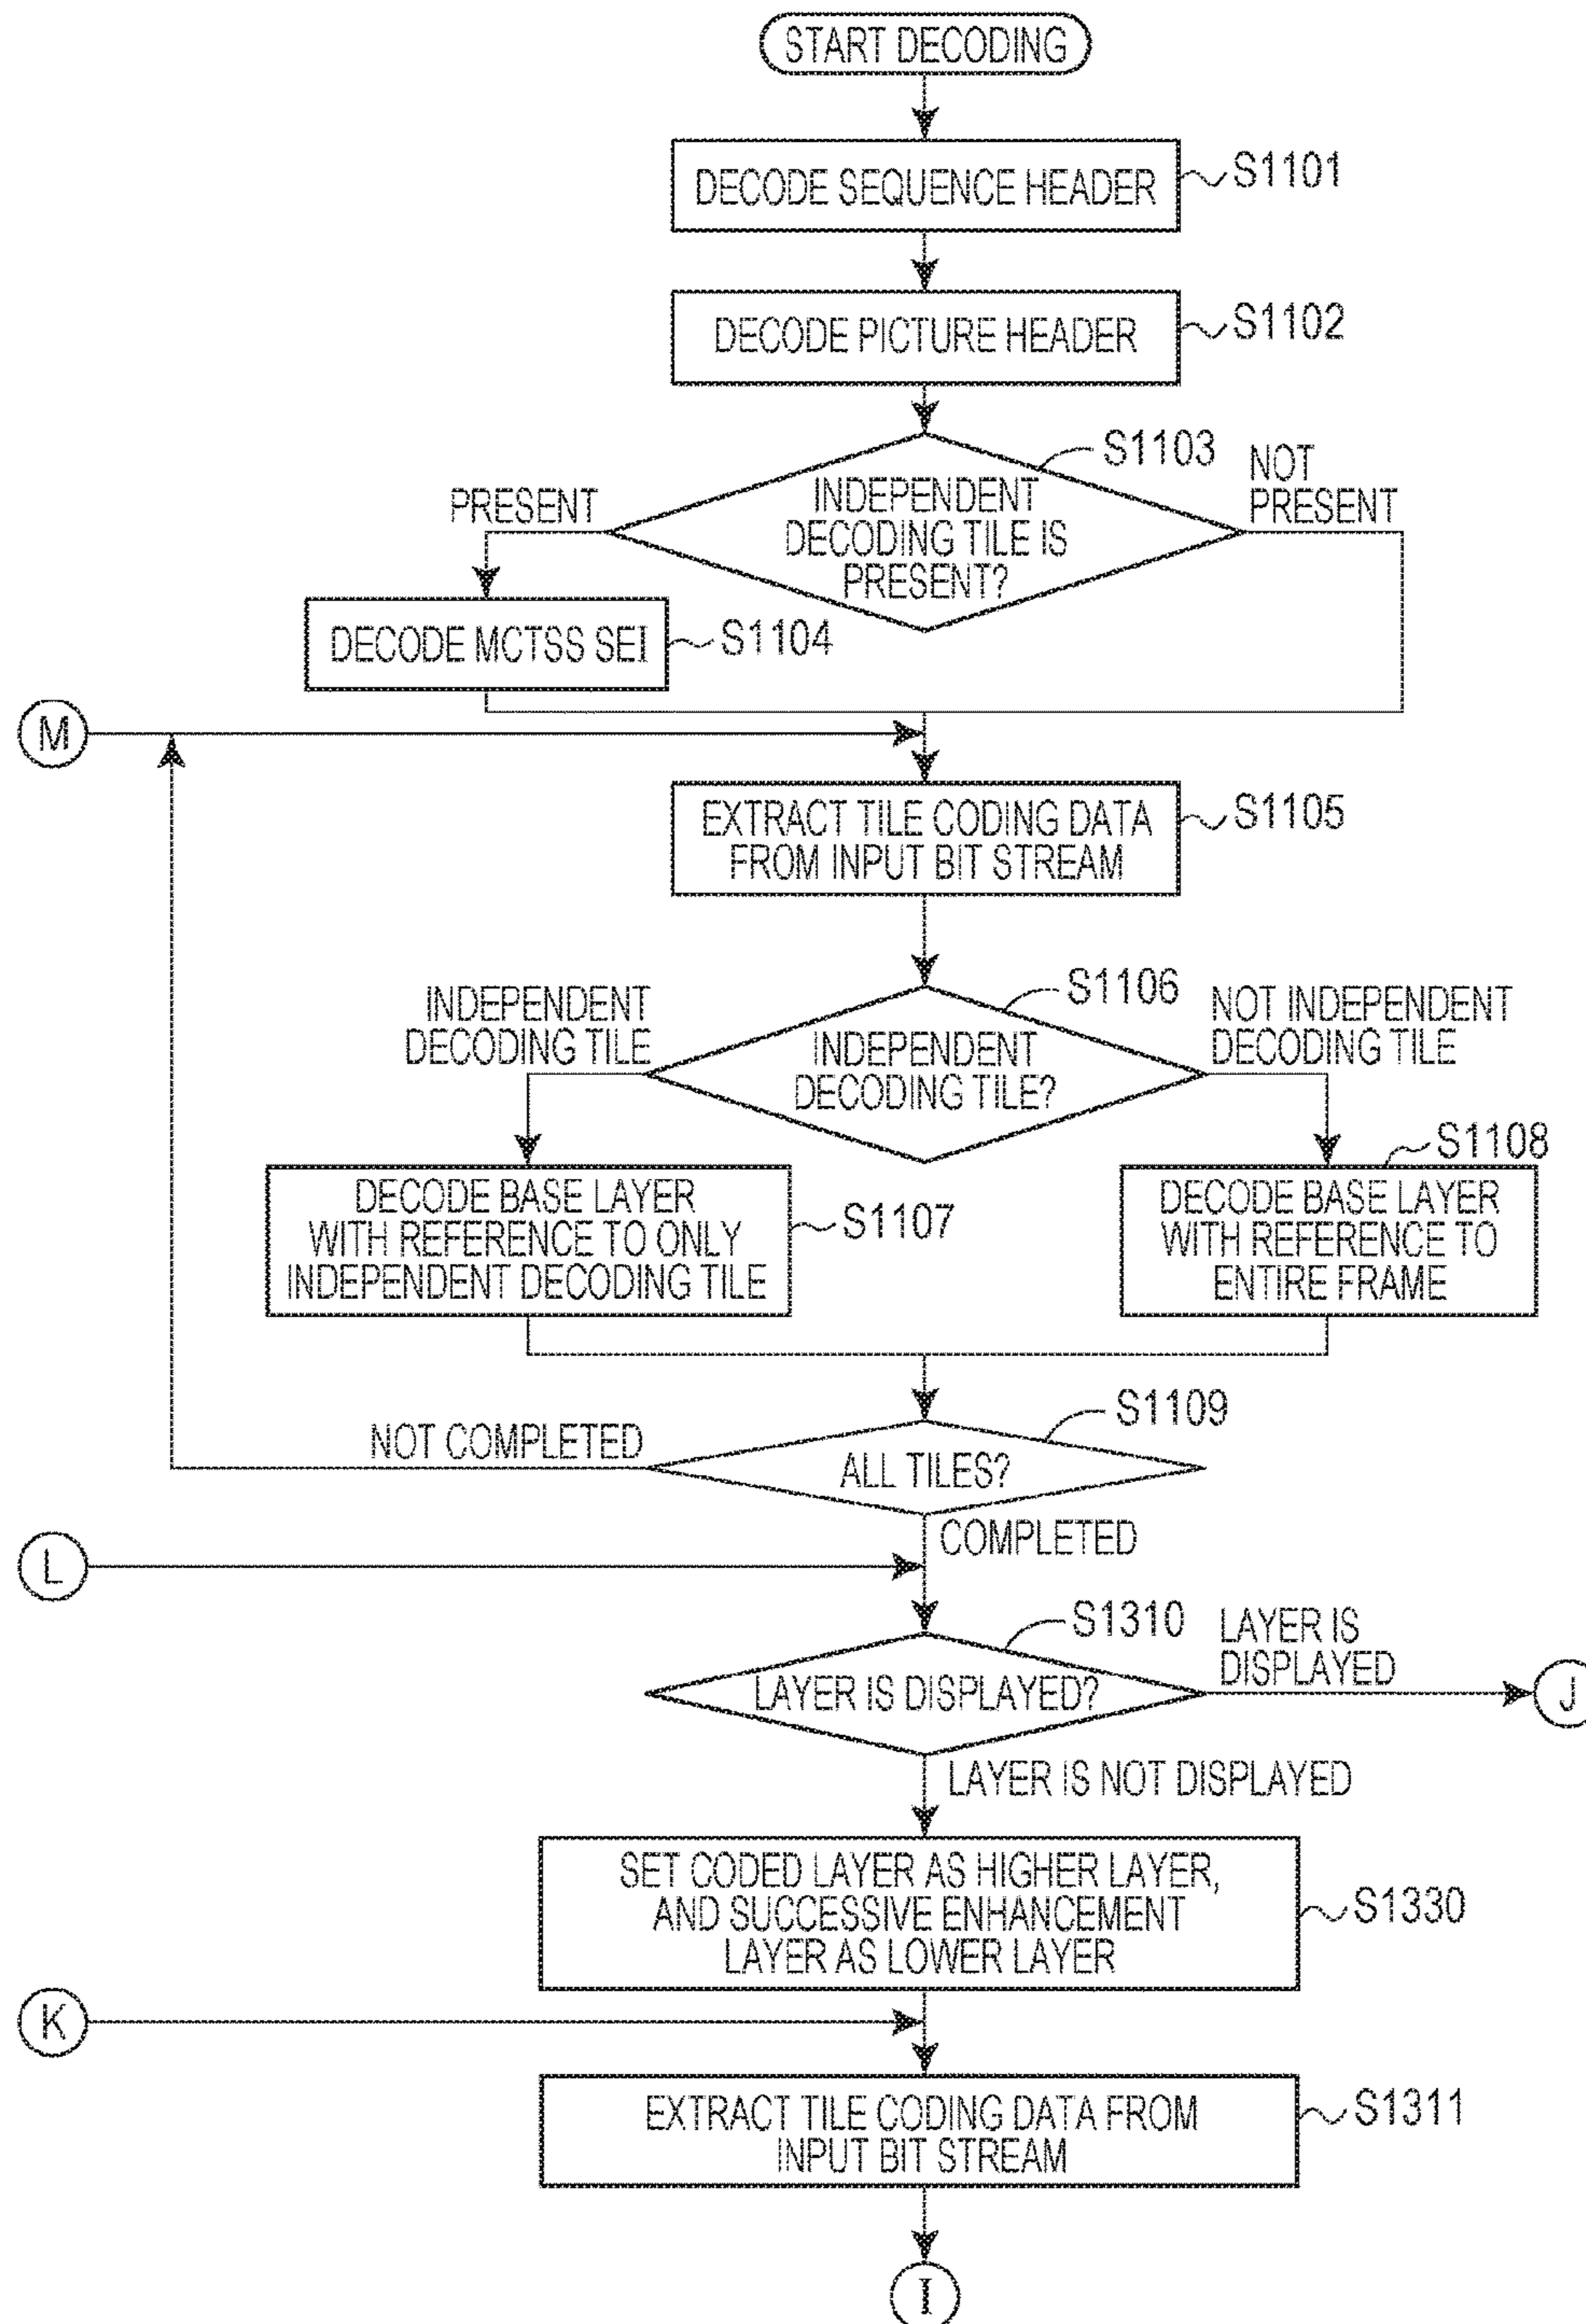 START DECODING
DECODE SEQUENCE HEADER
S1101
DECODE PICTURE HEADER
S1102
S1103
NOT
PRESENT
PRESENT
INDEPENDENT
DECODING TILE IS
PRESENT?
DECODE MCTSS SEI
S1104
M
EXTRACT TILE CODING DATA
FROM INPUT BIT STREAM
S1105
S1106
INDEPENDENT
DECODING TILE
NOT INDEPENDENT
DECODING TILE
INDEPENDENT
DECODING TILE?
S1108
DECODE BASE LAYER
WITH REFERENCE TO ONLY
INDEPENDENT DECODING TILE
S1107
DECODE BASE LAYER
WITH REFERENCE TO
ENTIRE FRAME
S1109
NOT COMPLETED
ALL TILES?
COMPLETED
L
S1310
LAYER IS
DISPLAYED
LAYER IS DISPLAYED?
J
LAYER IS NOT DISPLAYED
SET CODED LAYER AS HIGHER LAYER,
AND SUCCESSIVE ENHANCEMENT
LAYER AS LOWER LAYER
S1330
K
EXTRACT TILE CODING DATA FROM
INPUT BIT STREAM
S1311
I